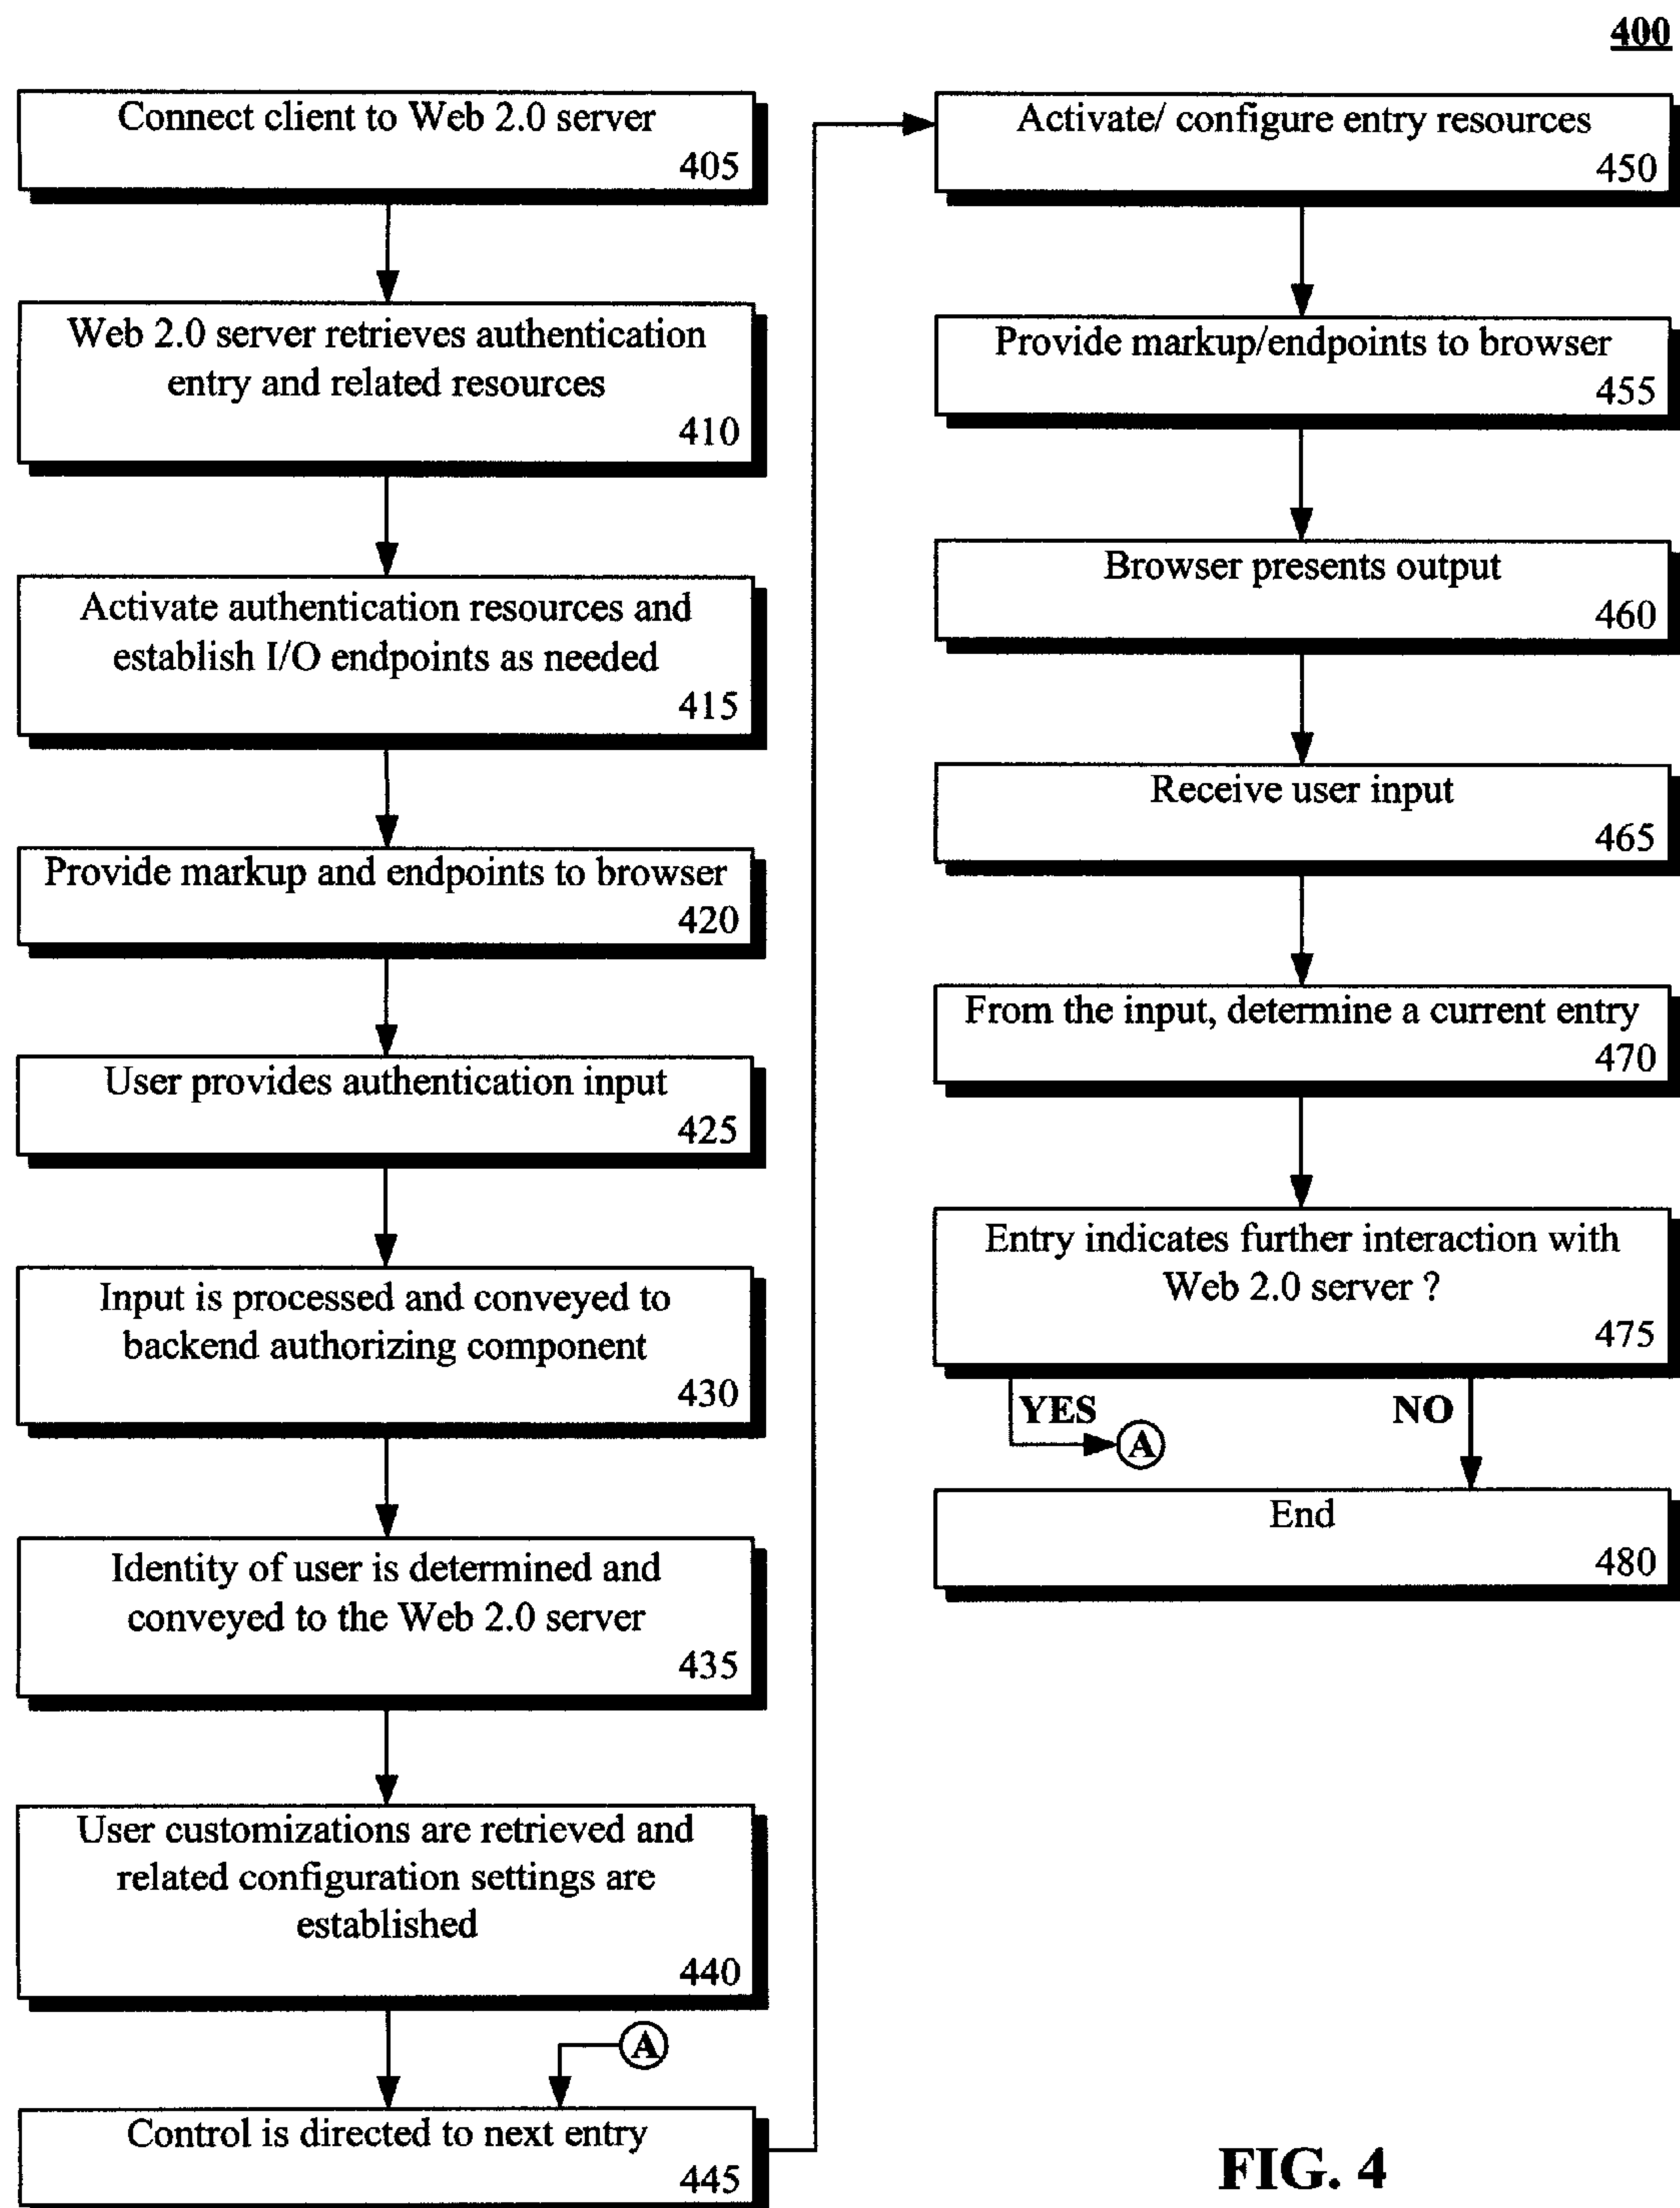 400
Connect client to Web 2.0 server
405
Web 2.0 server retrieves authentication
entry and related resources
410
Activate authentication resources and
establish I/O endpoints as needed
415
Provide markup and endpoints to browser
420
User provides authentication input
425
Input is processed and conveyed to
backend authorizing component
430
Identity of user is determined and
conveyed to the Web 2.0 server
435
User customizations are retrieved and
related configuration settings are
established
440
A
Control is directed to next entry
445
Activate/ configure entry resources
450
Provide markup/endpoints to browser
455
Browser presents output
460
Receive user input
465
From the input, determine a current entry
470
Entry indicates further interaction with
Web 2.0 server ?
475
YES
NO
A
End
480
FIG. 4